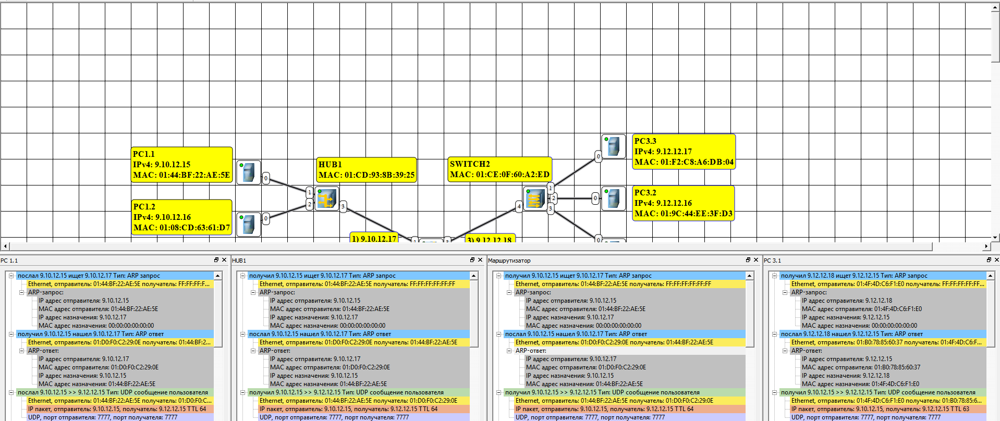 PC3.3
IPv4: 9.12.12.17
MAC: 01:F2:C8:A6:DB:04
PC1.1
IPv4: 9.10.12.15
MAC: 01:44:BF:22:AE:5E
HUB1
MAC: 01:CD:93:8B:39:25
SWITCH2
MAC: 01:CE:0F:60:A2:ED
0
0
1
2
3
4
1
2
3
0
PC3.2
IPv4: 9.12.12.16
MAC: 01:9C:44:EE:3F:D3
PC1.2
IPv4: 9.10.12.16
MAC: 01:08:CD:63:61:D7
0
1) 9.10.12.17
1
3
3) 9.12.12.18
0
PC 1.1
послал 9.10.12.15 ищет 9.10.12.17 Тип: ARP запрос
Ethernet, отправитель: 01:44:BF:22:AE:5E получатель: FF:FF:FF:F...
ARP-запрос:
IP адрес отправителя: 9.10.12.15
MAC адрес отправителя: 01:44:BF:22:AE:5E
IP адрес назначения: 9.10.12.17
MAC адрес назначения: 00:00:00:00:00:00
получил 9.10.12.15 нашел 9.10.12.17 Тип: ARP ответ
Ethernet, отправитель: 01:D0:F0:C2:29:0E получатель: 01:44:BF:2...
ARP-ответ:
IP адрес отправителя: 9.10.12.17
MAC адрес отправителя: 01:D0:F0:C2:29:0E
IP адрес назначения: 9.10.12.15
MAC адрес назначения: 01:44:BF:22:AE:5E
послал 9.10.12.15 >> 9.12.12.15 Тип: UDP сообщение пользователя
Ethernet, отправитель: 01:44:BF:22:AE:5E получатель: 01:D0:F0:C...
IP пакет, отправитель: 9.10.12.15, получатель: 9.12.12.15 TTL 64
UDP, порт отправителя: 7777, порт получателя: 7777
HUB1
получил 9.10.12.15 ищет 9.10.12.17 Тип: ARP запрос
Ethernet, отправитель: 01:44:BF:22:AE:5E получатель: FF:FF:FF:FF:FF:FF
ARP-запрос:
IP адрес отправителя: 9.10.12.15
MAC адрес отправителя: 01:44:BF:22:AE:5E
IP адрес назначения: 9.10.12.17
MAC адрес назначения: 00:00:00:00:00:00
послал 9.10.12.15 нашел 9.10.12.17 Тип: ARP ответ
Ethernet, отправитель: 01:D0:F0:C2:29:0E получатель: 01:44:BF:22:AE:5E
ARP-ответ:
IP адрес отправителя: 9.10.12.17
MAC адрес отправителя: 01:D0:F0:C2:29:0E
IP адрес назначения: 9.10.12.15
MAC адрес назначения: 01:44:BF:22:AE:5E
получил 9.10.12.15 >> 9.12.12.15 Тип: UDP сообщение пользователя
Ethernet, отправитель: 01:44:BF:22:AE:5E получатель: 01:D0:F0:C2:29:0E
IP пакет, отправитель: 9.10.12.15, получатель: 9.12.12.15 TTL 64
UDP, порт отправителя: 7777, порт получателя: 7777
Маршрутизатор
получил 9.10.12.15 ищет 9.10.12.17 Тип: ARP запрос
Ethernet, отправитель: 01:44:BF:22:AE:5E получатель: FF:FF:FF:FF:FF:FF
ARP-запрос:
IP адрес отправителя: 9.10.12.15
MAC адрес отправителя: 01:44:BF:22:AE:5E
IP адрес назначения: 9.10.12.17
MAC адрес назначения: 00:00:00:00:00:00
послал 9.10.12.15 нашел 9.10.12.17 Тип: ARP ответ
Ethernet, отправитель: 01:D0:F0:C2:29:0E получатель: 01:44:BF:22:AE:5E
ARP-ответ:
IP адрес отправителя: 9.10.12.17
MAC адрес отправителя: 01:D0:F0:C2:29:0E
IP адрес назначения: 9.10.12.15
MAC адрес назначения: 01:44:BF:22:AE:5E
получил 9.10.12.15 >> 9.12.12.15 Тип: UDP сообщение пользователя
Ethernet, отправитель: 01:44:BF:22:AE:5E получатель: 01:D0:F0:C2:29:0E
IP пакет, отправитель: 9.10.12.15, получатель: 9.12.12.15 TTL 64
UDP, порт отправителя: 7777, порт получателя: 7777
PC 3.1
получил 9.12.12.18 ищет 9.12.12.15 Тип: ARP запрос
Ethernet, отправитель: 01:4F:4D:C6:F1:E0 получатель: FF:FF:FF:FF:FF...
ARP-запрос:
IP адрес отправителя: 9.12.12.18
MAC адрес отправителя: 01:4F:4D:C6:F1:E0
IP адрес назначения: 9.12.12.15
MAC адрес назначения: 00:00:00:00:00:00
послал 9.12.12.18 нашел 9.12.12.15 Тип: ARP ответ
Ethernet, отправитель: 01:B0:78:85:60:37 получатель: 01:4F:4D:C6:F...
ARP-ответ:
IP адрес отправителя: 9.12.12.15
MAC адрес отправителя: 01:B0:78:85:60:37
IP адрес назначения: 9.12.12.18
MAC адрес назначения: 01:4F:4D:C6:F1:E0
получил 9.10.12.15 >> 9.12.12.15 Тип: UDP сообщение пользователя
Ethernet, отправитель: 01:4F:4D:C6:F1:E0 получатель: 01:B0:78:85:6...
IP пакет, отправитель: 9.10.12.15, получатель: 9.12.12.15 TTL 63
UDP, порт отправителя: 7777, порт получателя: 7777